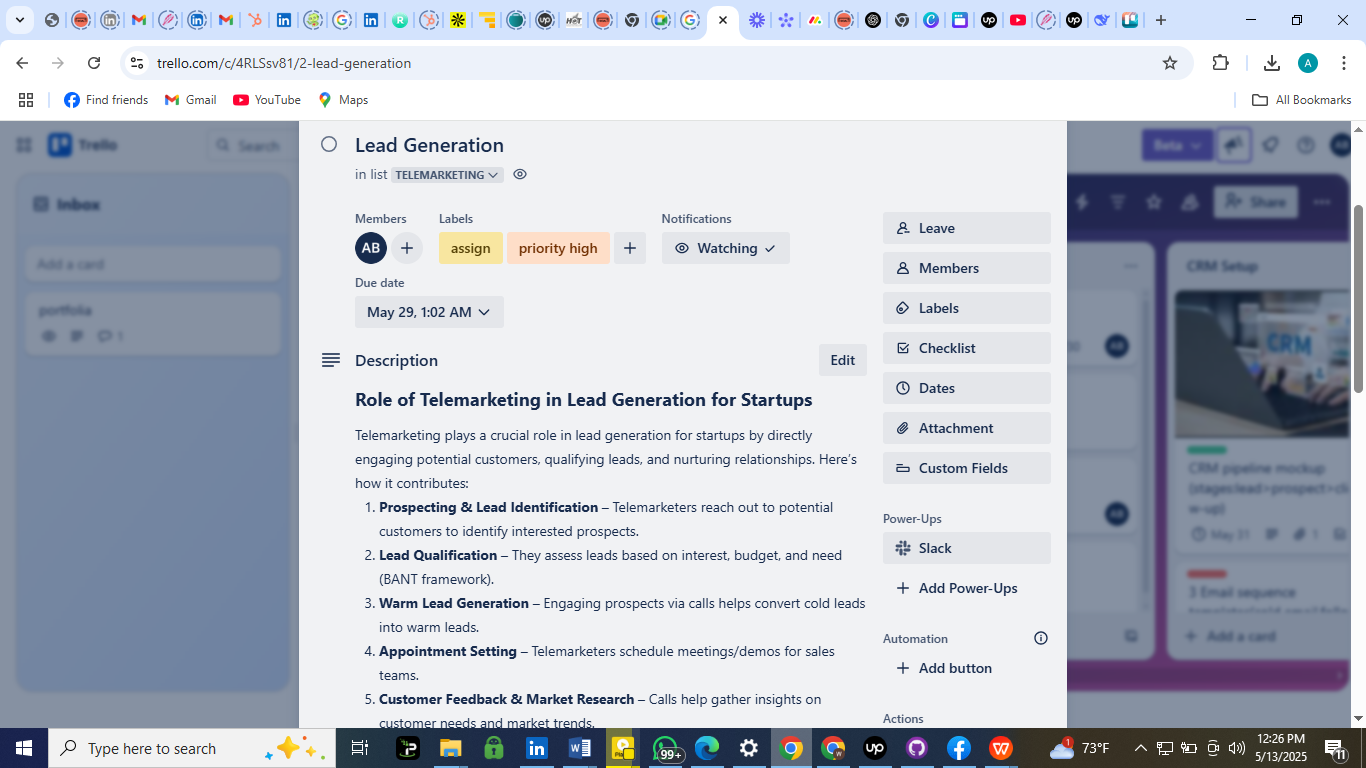 trello.com/c/4RLSsv81/2-lead-generation
A
Find friends
Gmail
YouTube
Maps
All Bookmarks
Trello
Search
Beta
Share
Inbox
Add a card
portfolia
1
Lead Generation
in list TELEMARKETING
Members
Labels
Notifications
AB
assign
priority high
Watching
Due date
May 29, 1:02 AM
Description
Edit
Role of Telemarketing in Lead Generation for Startups
Telemarketing plays a crucial role in lead generation for startups by directly
engaging potential customers, qualifying leads, and nurturing relationships. Here's
how it contributes:
1. Prospecting & Lead Identification – Telemarketers reach out to potential
customers to identify interested prospects.
2. Lead Qualification – They assess leads based on interest, budget, and need
(BANT framework).
3. Warm Lead Generation – Engaging prospects via calls helps convert cold leads
into warm leads.
4. Appointment Setting – Telemarketers schedule meetings/demos for sales
teams.
5. Customer Feedback & Market Research – Calls help gather insights on
customer needs and market trends.
Leave
Members
Labels
Checklist
Dates
Attachment
Custom Fields
Power-Ups
Slack
Add Power-Ups
Automation
Add button
Actions
CRM Setup
CRM
CRM pipeline mockup
(stages:lead>prospect>cli
w-up)
May 31
1
3 Email sequence
Add a card
Type here to search
99+
1
73°F
12:26 PM
5/13/2025
11